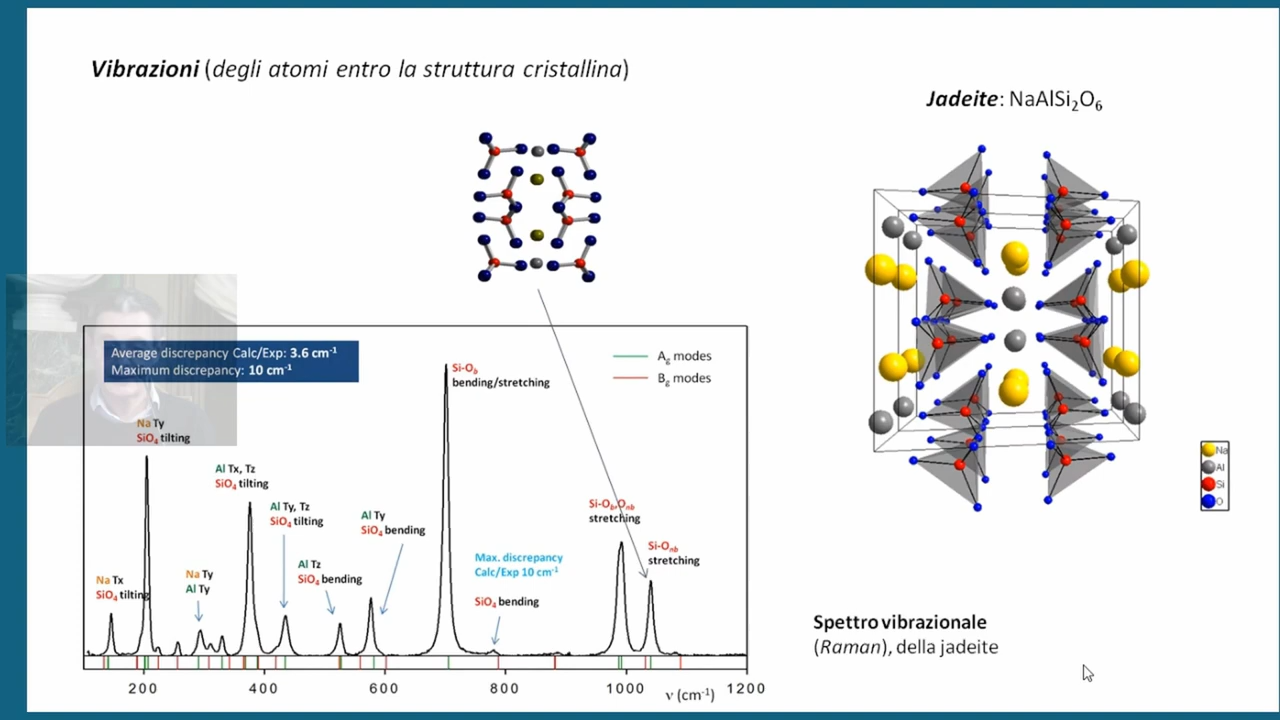 Vibrazioni (degli atomi entro la struttura cristallina)
Jadeite: NaAlSi₂O₆
Average discrepancy Calc/Exp: 3.6 cm⁻¹
Maximum discrepancy: 10 cm⁻¹
A_g modes
B_g modes
Si-O_b
bending/stretching
Na Ty
SiO₄ tilting
Al Tx, Tz
SiO₄ tilting
Al Ty, Tz
SiO₄ tilting
Al Ty
SiO₄ bending
Si-O_b,O_nb
stretching
Al Tz
SiO₄ bending
Max. discrepancy
Calc/Exp 10 cm⁻¹
Si-O_nb
stretching
Na Tx
SiO₄ tilting
Na Ty
Al Ty
SiO₄ bending
200 400 600 800 1000 1200
ν (cm⁻¹)
Na
Al
Si
O
Spettro vibrazionale
(Raman), della jadeite